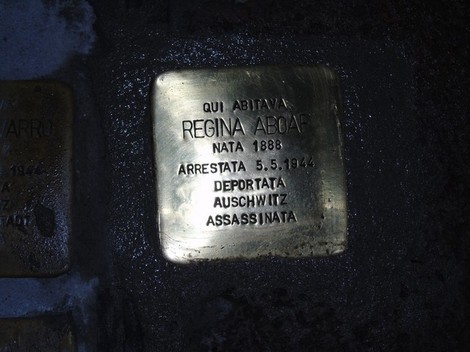 QUI ABITAVA
REGINA ABOAF
NATA 1888
ARRESTATA 5.5.1944
DEPORTATA
AUSCHWITZ
ASSASSINATA